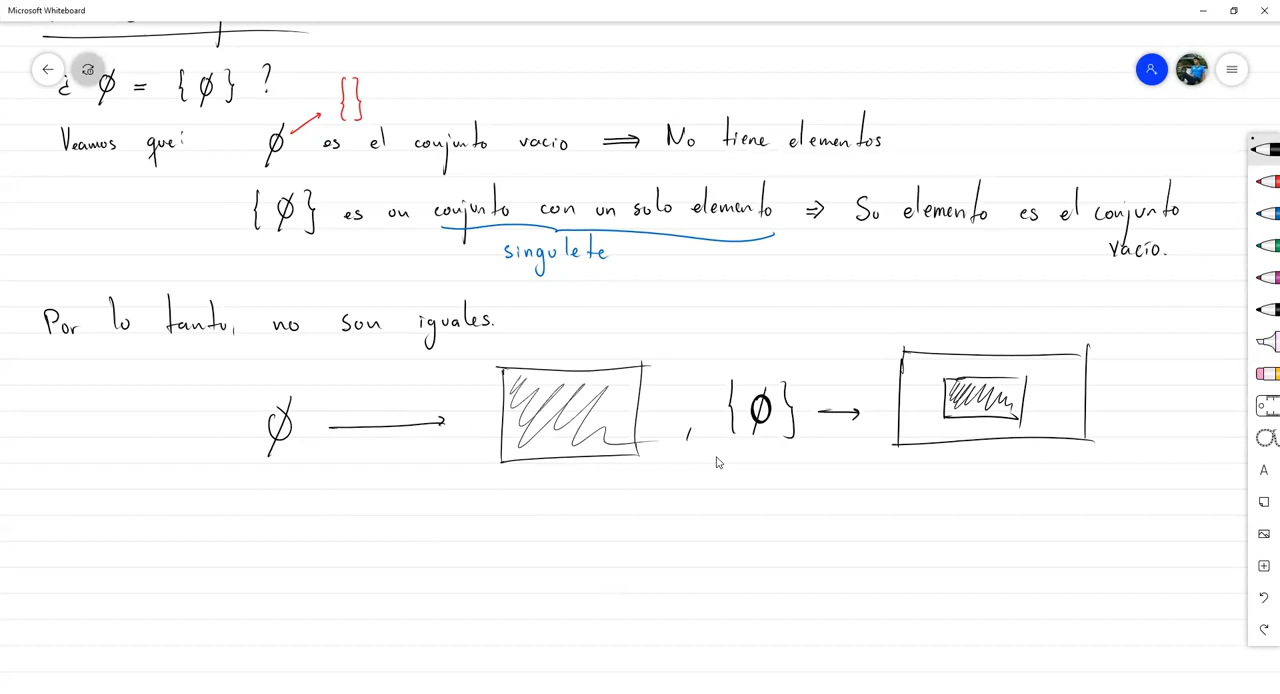 Microsoft Whiteboard
¿ ∅ = {∅} ?
{}
Veamos que: ∅ es el conjunto vacio ⟹ No tiene elementos
{∅} es un conjunto con un solo elemento ⇒ Su elemento es el conjunto
singulete
vacío.
Por lo tanto, no son iguales.
∅ → , {∅} →
A